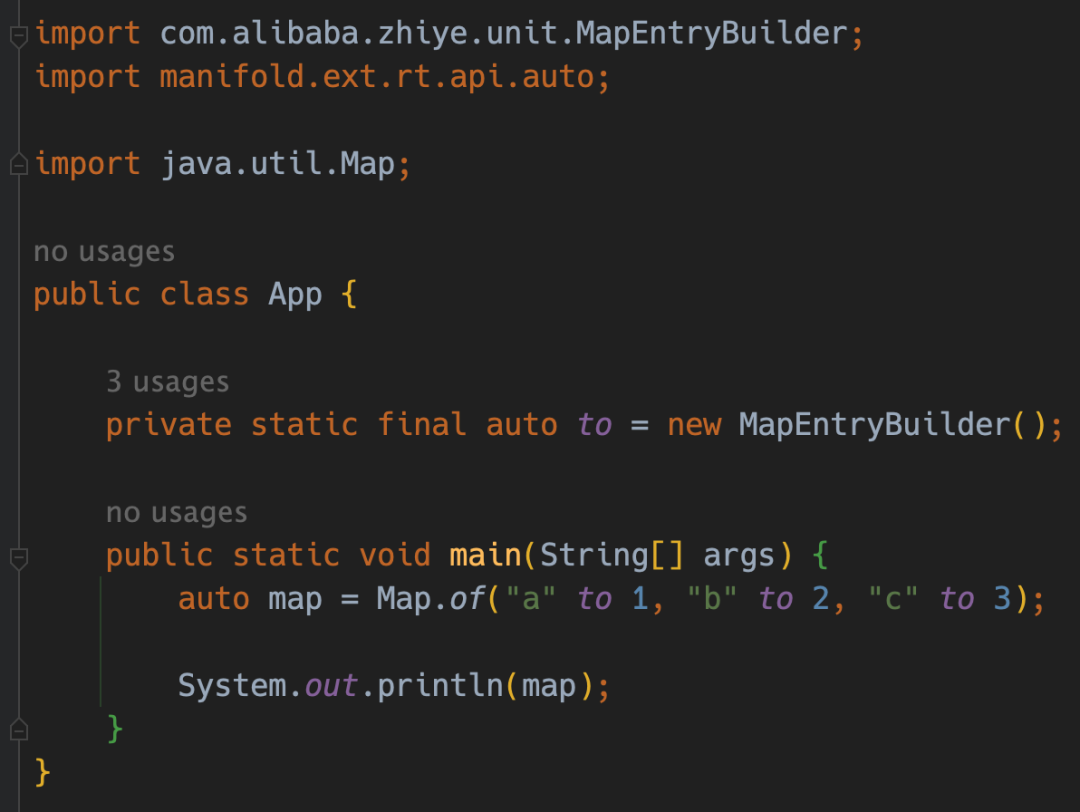 import com.alibaba.zhiye.unit.MapEntryBuilder;
import manifold.ext.rt.api.auto;
import java.util.Map;
no usages
public class App {
3 usages
private static final auto to = new MapEntryBuilder();
no usages
public static void main(String[] args) {
auto map = Map.of("a" to 1, "b" to 2, "c" to 3);
System.out.println(map);
}
}